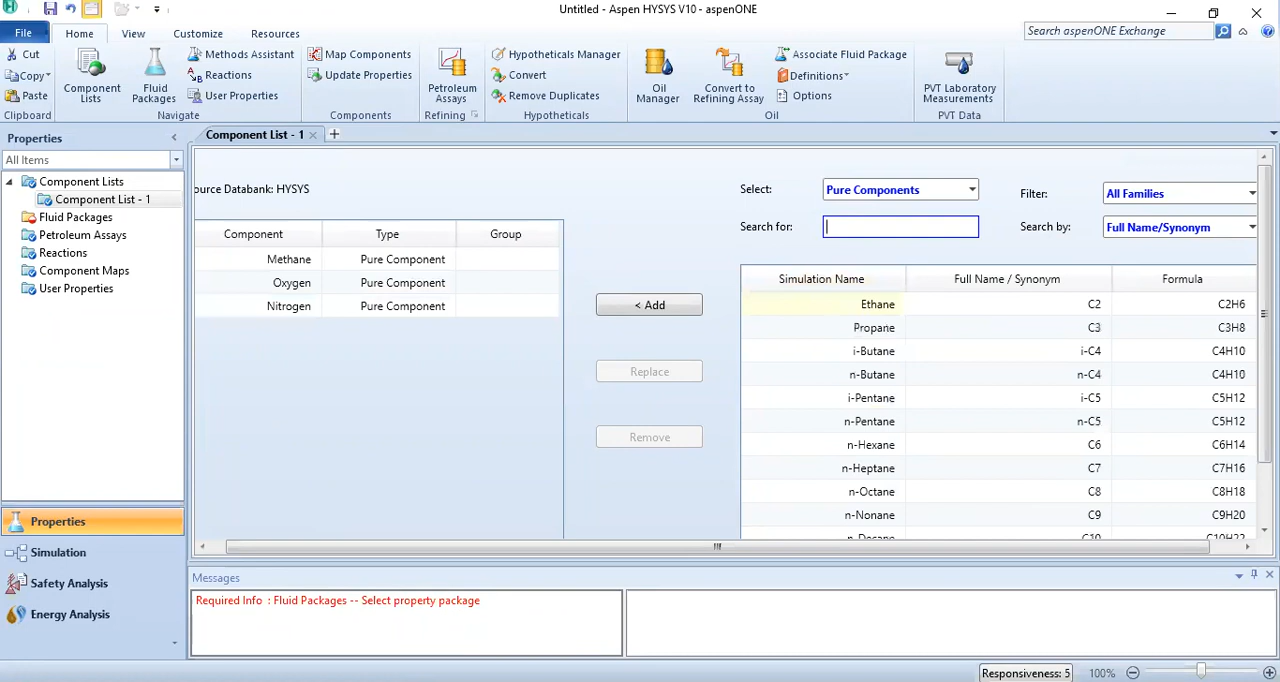 Untitled - Aspen HYSYS V10 - aspenONE
File
Home
View
Customize
Resources
Search aspenONE Exchange
Cut
Copy
Paste
Clipboard
Component Lists
Fluid Packages
Methods Assistant
Reactions
User Properties
Navigate
Map Components
Update Properties
Components
Petroleum Assays
Refining
Hypotheticals Manager
Convert
Remove Duplicates
Hypotheticals
Oil Manager
Convert to Refining Assay
Associate Fluid Package
Definitions
Options
Oil
PVT Laboratory Measurements
PVT Data
Properties
All Items
Component Lists
Component List - 1
Fluid Packages
Petroleum Assays
Reactions
Component Maps
User Properties
Properties
Simulation
Safety Analysis
Energy Analysis
Component List - 1
ource Databank: HYSYS
Component Type Group
Methane Pure Component
Oxygen Pure Component
Nitrogen Pure Component
< Add
Replace
Remove
Select: Pure Components
Filter: All Families
Search for:
Search by: Full Name/Synonym
Simulation Name Full Name / Synonym Formula
Ethane C2 C2H6
Propane C3 C3H8
i-Butane i-C4 C4H10
n-Butane n-C4 C4H10
i-Pentane i-C5 C5H12
n-Pentane n-C5 C5H12
n-Hexane C6 C6H14
n-Heptane C7 C7H16
n-Octane C8 C8H18
n-Nonane C9 C9H20
n-Decane C10 C10H22
Messages
Required Info : Fluid Packages -- Select property package
Responsiveness: 5
100%